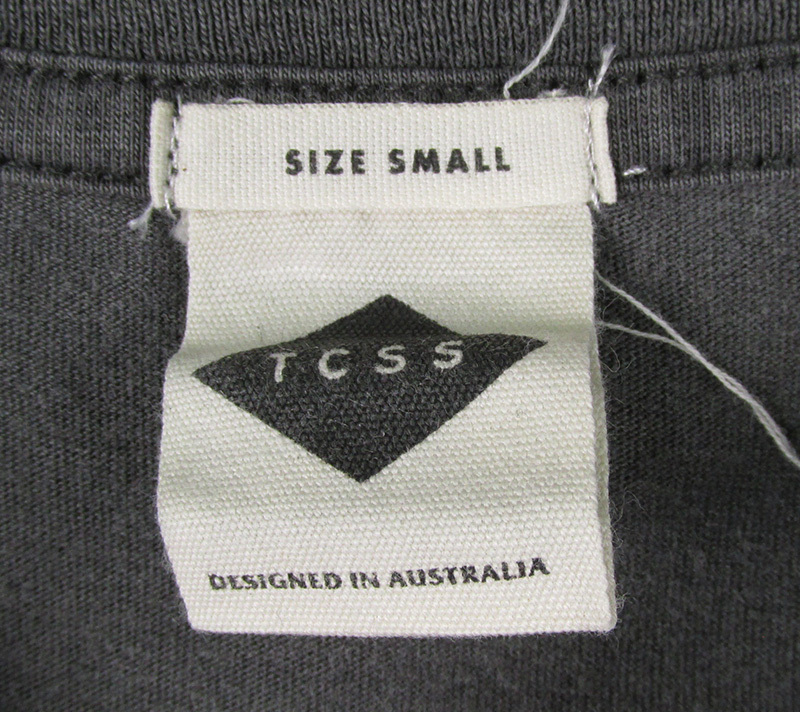 SIZE SMALL
TCSS
DESIGNED IN AUSTRALIA